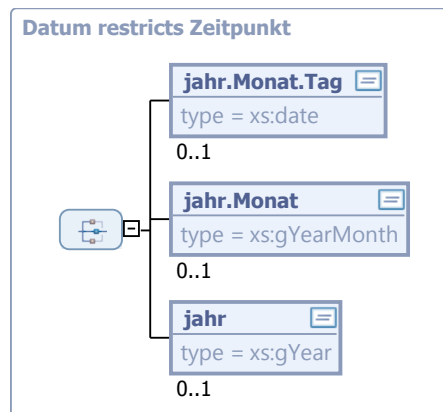 Datum restricts Zeitpunkt
jahr.Monat.Tag
type = xs:date
0..1
jahr.Monat
type = xs:gYearMonth
0..1
jahr
type = xs:gYear
0..1